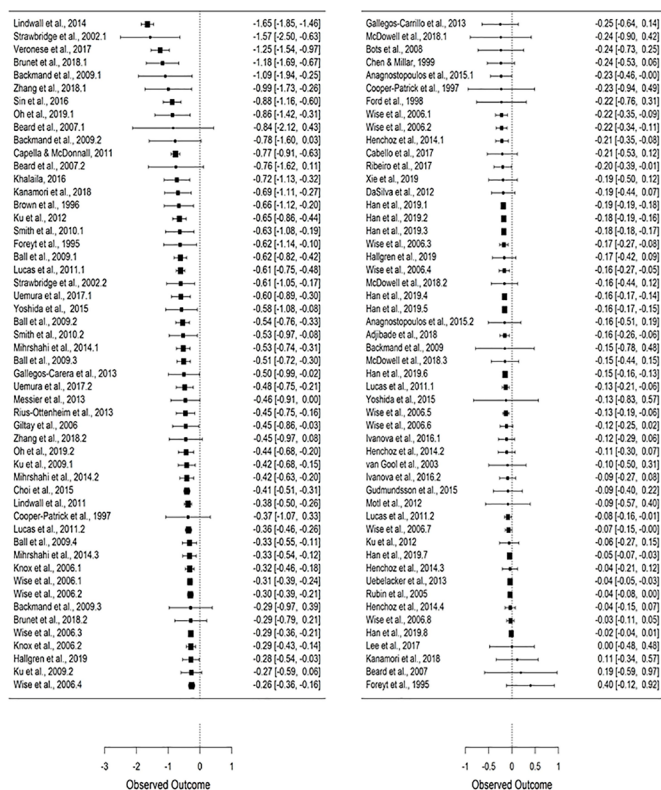 Lindwall et al., 2014 -1.65 [-1.85, -1.46]
Strawbridge et al., 2002.1 -1.57 [-2.50, -0.63]
Veronese et al., 2017 -1.25 [-1.54, -0.97]
Brunet et al., 2018.1 -1.18 [-1.69, -0.67]
Backmand et al., 2009.1 -1.09 [-1.94, -0.25]
Zhang et al., 2018.1 -0.99 [-1.73, -0.26]
Sin et al., 2016 -0.88 [-1.16, -0.60]
Oh et al., 2019.1 -0.86 [-1.42, -0.31]
Beard et al., 2007.1 -0.84 [-2.12, 0.43]
Backmand et al., 2009.2 -0.78 [-1.60, 0.03]
Capella & McDonnall, 2011 -0.77 [-0.91, -0.63]
Beard et al., 2007.2 -0.76 [-1.62, 0.11]
Khalaila, 2016 -0.72 [-1.13, -0.32]
Kanamori et al., 2018 -0.69 [-1.11, -0.27]
Brown et al., 1996 -0.66 [-1.12, -0.20]
Ku et al., 2012 -0.65 [-0.86, -0.44]
Smith et al., 2010.1 -0.63 [-1.08, -0.19]
Foreyt et al., 1995 -0.62 [-1.14, -0.10]
Ball et al., 2009.1 -0.62 [-0.82, -0.42]
Lucas et al., 2011.1 -0.61 [-0.75, -0.48]
Strawbridge et al., 2002.2 -0.61 [-1.05, -0.17]
Uemura et al., 2017.1 -0.60 [-0.89, -0.30]
Yoshida et al., 2015 -0.58 [-1.08, -0.08]
Ball et al., 2009.2 -0.54 [-0.76, -0.33]
Smith et al., 2010.2 -0.53 [-0.97, -0.08]
Mihrshahi et al., 2014.1 -0.53 [-0.74, -0.31]
Ball et al., 2009.3 -0.51 [-0.72, -0.30]
Gallegos-Carera et al., 2013 -0.50 [-0.99, -0.02]
Uemura et al., 2017.2 -0.48 [-0.75, -0.21]
Messier et al., 2013 -0.46 [-0.91, 0.00]
Rius-Ottenheim et al., 2013 -0.45 [-0.75, -0.16]
Giltay et al., 2006 -0.45 [-0.86, -0.03]
Zhang et al., 2018.2 -0.45 [-0.97, 0.08]
Oh et al., 2019.2 -0.44 [-0.68, -0.20]
Ku et al., 2009.1 -0.42 [-0.68, -0.15]
Mihrshahi et al., 2014.2 -0.42 [-0.63, -0.20]
Choi et al., 2015 -0.41 [-0.51, -0.31]
Lindwall et al., 2011 -0.38 [-0.50, -0.26]
Cooper-Patrick et al., 1997 -0.37 [-1.07, 0.33]
Lucas et al., 2011.2 -0.36 [-0.46, -0.26]
Ball et al., 2009.4 -0.33 [-0.55, -0.11]
Mihrshahi et al., 2014.3 -0.33 [-0.54, -0.12]
Knox et al., 2006.1 -0.32 [-0.46, -0.18]
Wise et al., 2006.1 -0.31 [-0.39, -0.24]
Wise et al., 2006.2 -0.30 [-0.39, -0.21]
Backmand et al., 2009.3 -0.29 [-0.97, 0.39]
Brunet et al., 2018.2 -0.29 [-0.79, 0.21]
Wise et al., 2006.3 -0.29 [-0.36, -0.21]
Knox et al., 2006.2 -0.29 [-0.43, -0.14]
Hallgren et al., 2019 -0.28 [-0.54, -0.03]
Ku et al., 2009.2 -0.27 [-0.59, 0.06]
Wise et al., 2006.4 -0.26 [-0.36, -0.16]
-3 -2 -1 0 1
Observed Outcome
Gallegos-Carrillo et al., 2013 -0.25 [-0.64, 0.14]
McDowell et al., 2018.1 -0.24 [-0.90, 0.42]
Bots et al., 2008 -0.24 [-0.73, 0.25]
Chen & Millar, 1999 -0.24 [-0.53, 0.06]
Anagnostopoulos et al., 2015.1 -0.23 [-0.46, -0.00]
Cooper-Patrick et al., 1997 -0.23 [-0.94, 0.49]
Ford et al., 1998 -0.22 [-0.76, 0.31]
Wise et al., 2006.1 -0.22 [-0.35, -0.09]
Wise et al., 2006.2 -0.22 [-0.34, -0.11]
Henchoz et al., 2014.1 -0.21 [-0.35, -0.08]
Cabello et al., 2017 -0.21 [-0.53, 0.12]
Ribeiro et al., 2017 -0.20 [-0.39, -0.01]
Xie et al., 2019 -0.19 [-0.50, 0.12]
DaSilva et al., 2012 -0.19 [-0.44, 0.07]
Han et al., 2019.1 -0.19 [-0.19, -0.18]
Han et al., 2019.2 -0.18 [-0.19, -0.16]
Han et al., 2019.3 -0.18 [-0.18, -0.17]
Wise et al., 2006.3 -0.17 [-0.27, -0.08]
Hallgren et al., 2019 -0.17 [-0.42, 0.09]
Wise et al., 2006.4 -0.16 [-0.27, -0.05]
McDowell et al., 2018.2 -0.16 [-0.44, 0.12]
Han et al., 2019.4 -0.16 [-0.17, -0.14]
Han et al., 2019.5 -0.16 [-0.17, -0.15]
Anagnostopoulos et al., 2015.2 -0.16 [-0.51, 0.19]
Adjibade et al., 2018 -0.16 [-0.26, -0.06]
Backmand et al., 2009 -0.15 [-0.78, 0.48]
McDowell et al., 2018.3 -0.15 [-0.44, 0.15]
Han et al., 2019.6 -0.15 [-0.16, -0.13]
Lucas et al., 2011.1 -0.13 [-0.21, -0.06]
Yoshida et al., 2015 -0.13 [-0.83, 0.57]
Wise et al., 2006.5 -0.13 [-0.19, -0.06]
Wise et al., 2006.6 -0.12 [-0.25, 0.02]
Ivanova et al., 2016.1 -0.12 [-0.29, 0.06]
Henchoz et al., 2014.2 -0.11 [-0.30, 0.07]
van Gool et al., 2003 -0.10 [-0.50, 0.31]
Ivanova et al., 2016.2 -0.09 [-0.27, 0.08]
Gudmundsson et al., 2015 -0.09 [-0.40, 0.22]
Motl et al., 2012 -0.09 [-0.57, 0.40]
Lucas et al., 2011.2 -0.08 [-0.16, -0.01]
Wise et al., 2006.7 -0.07 [-0.15, -0.00]
Ku et al., 2012 -0.06 [-0.27, 0.15]
Han et al., 2019.7 -0.05 [-0.07, -0.03]
Henchoz et al., 2014.3 -0.04 [-0.21, 0.12]
Uebelacker et al., 2013 -0.04 [-0.05, -0.03]
Rubin et al., 2005 -0.04 [-0.08, 0.00]
Henchoz et al., 2014.4 -0.04 [-0.15, 0.07]
Wise et al., 2006.8 -0.03 [-0.11, 0.05]
Han et al., 2019.8 -0.02 [-0.04, 0.01]
Lee et al., 2017 0.00 [-0.48, 0.48]
Kanamori et al., 2018 0.11 [-0.34, 0.57]
Beard et al., 2007 0.19 [-0.59, 0.97]
Foreyt et al., 1995 0.40 [-0.12, 0.92]
-1 -0.5 0 0.5 1
Observed Outcome